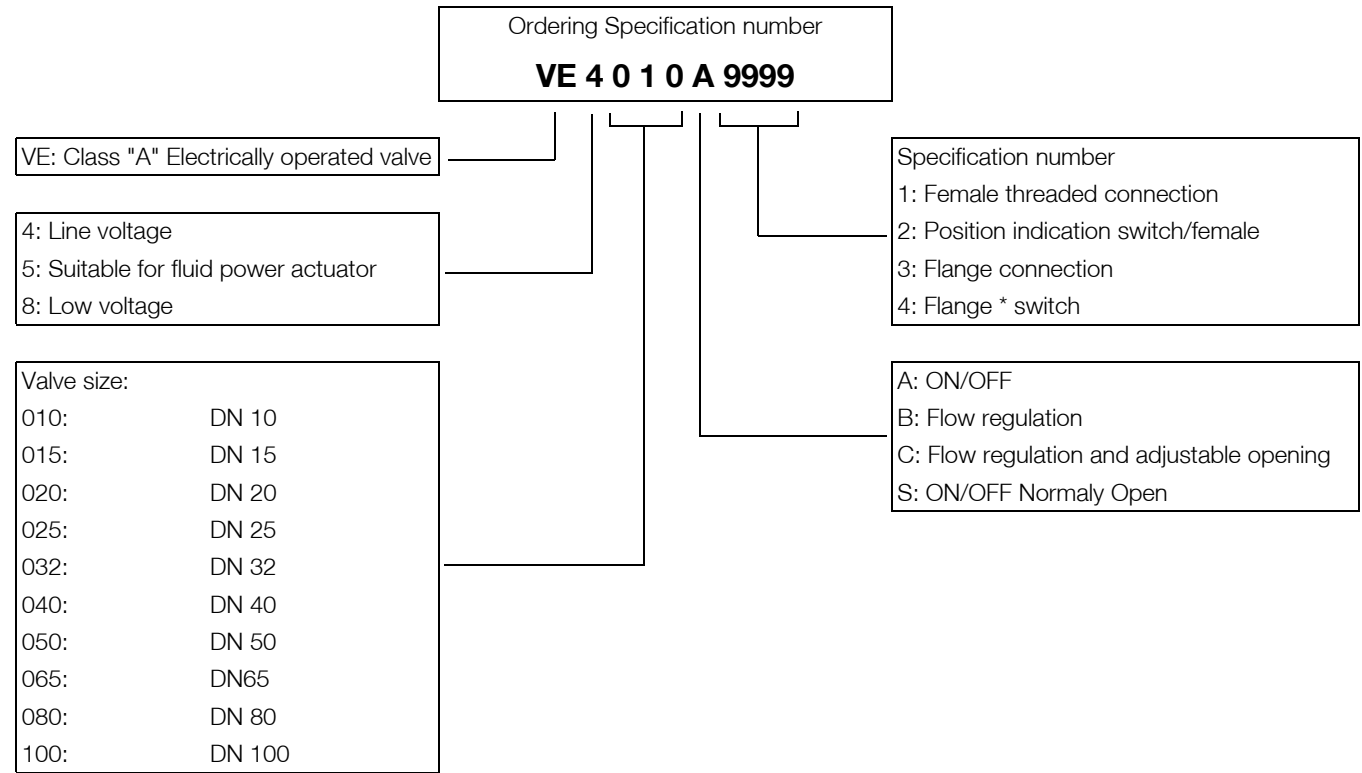 Ordering Specification number
VE 4 0 1 0 A 9999
VE: Class "A" Electrically operated valve
4: Line voltage
5: Suitable for fluid power actuator
8: Low voltage
Valve size:
010: DN 10
015: DN 15
020: DN 20
025: DN 25
032: DN 32
040: DN 40
050: DN 50
065: DN65
080: DN 80
100: DN 100
Specification number
1: Female threaded connection
2: Position indication switch/female
3: Flange connection
4: Flange * switch
A: ON/OFF
B: Flow regulation
C: Flow regulation and adjustable opening
S: ON/OFF Normaly Open